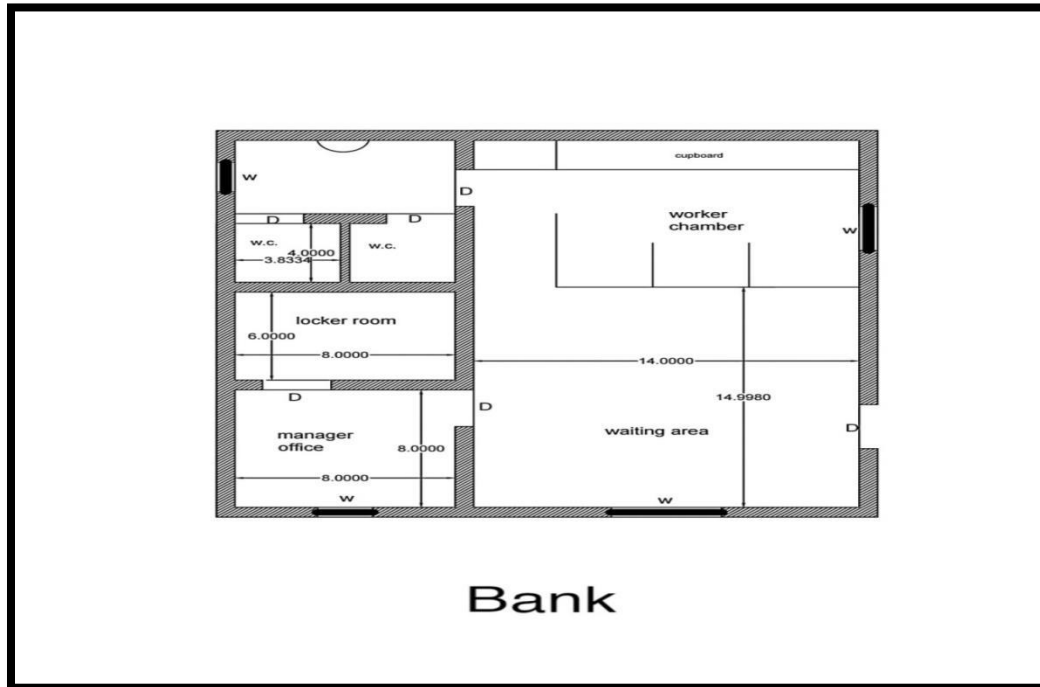 cupboard
W
D
worker
chamber
D
D
w.c.
4.0000
3.8334
w.c.
W
locker room
6.0000
8.0000
14.0000
14.9980
D
D
manager
office
8.0000
waiting area
D
8.0000
W
W
Bank